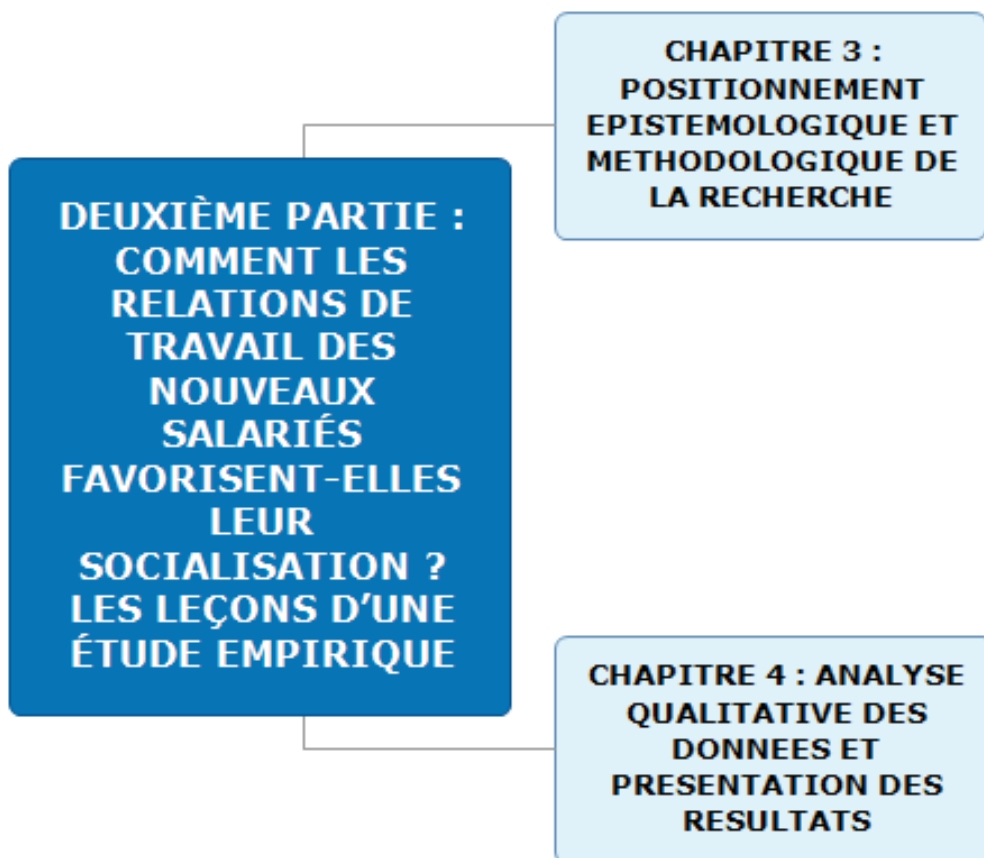 DEUXIÈME PARTIE :
COMMENT LES
RELATIONS DE
TRAVAIL DES
NOUVEAUX
SALARIÉS
FAVORISENT-ELLES
LEUR
SOCIALISATION ?
LES LEÇONS D’UNE
ÉTUDE EMPIRIQUE
CHAPITRE 3 :
POSITIONNEMENT
EPISTEMOLOGIQUE ET
METHODOLOGIQUE DE
LA RECHERCHE
CHAPITRE 4 : ANALYSE
QUALITATIVE DES
DONNEES ET
PRESENTATION DES
RESULTATS